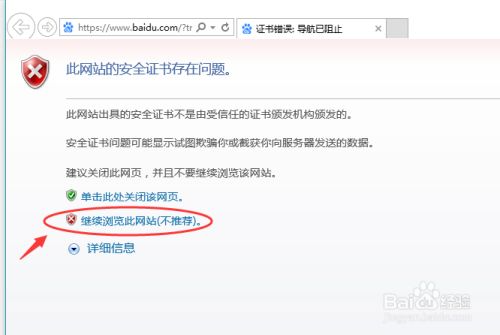 https://www.baidu.com/?tr
证书错误: 导航已阻止
此网站的安全证书存在问题。
此网站出具的安全证书不是由受信任的证书颁发机构颁发的。
安全证书问题可能显示试图欺骗你或截获你向服务器发送的数据。
建议关闭此网页，并且不要继续浏览该网站。
单击此处关闭该网页。
继续浏览此网站(不推荐)。
详细信息
Baidu经验
jingyan.baidu.com